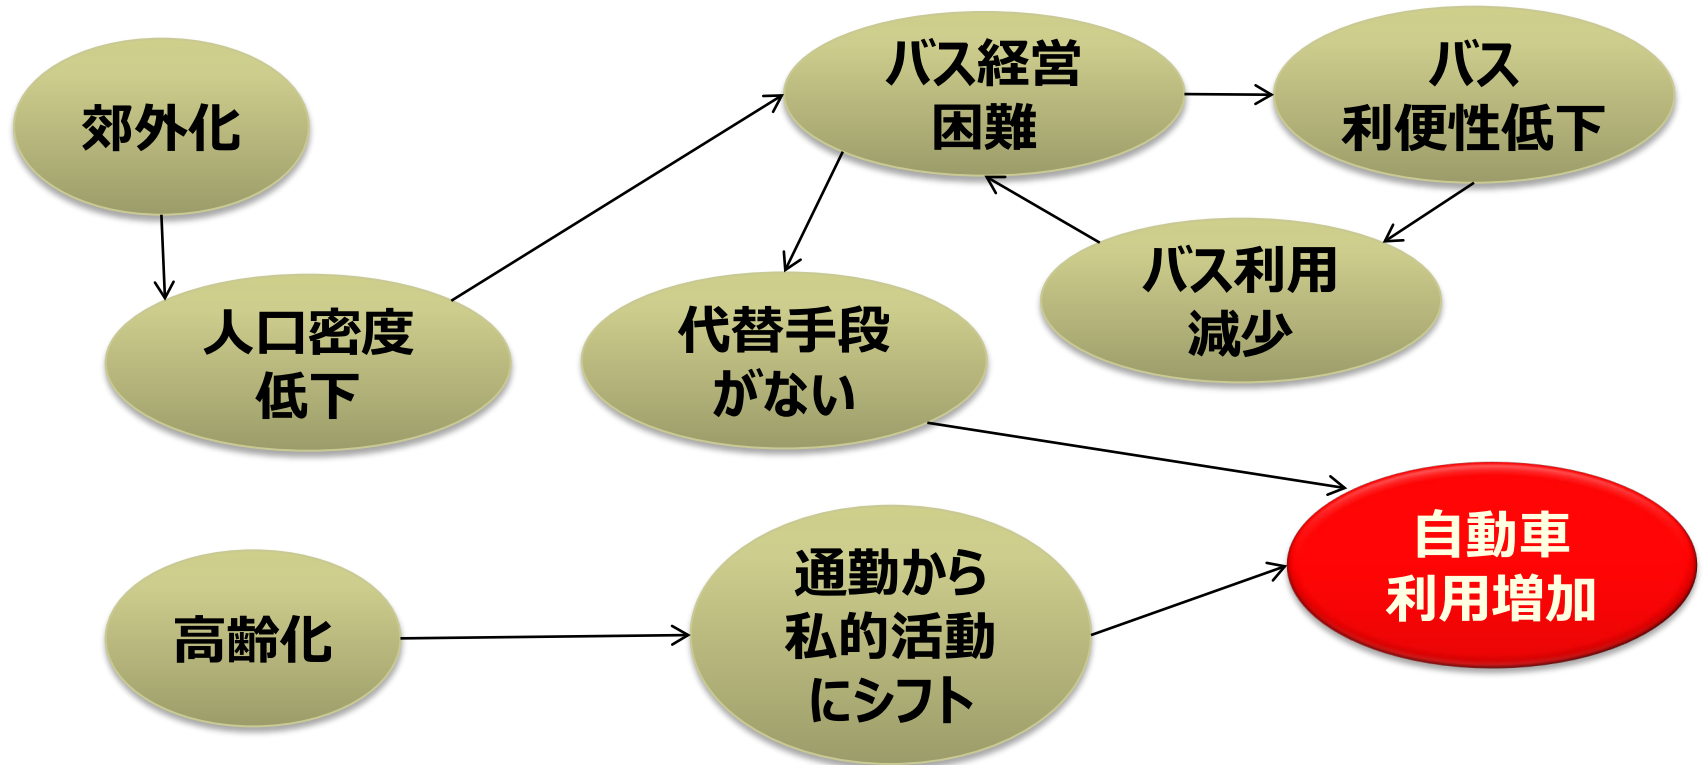 郊外化
バス経営
困難
バス
利便性低下
人口密度
低下
代替手段
がない
バス利用
減少
高齢化
通勤から
私的活動
にシフト
自動車
利用増加